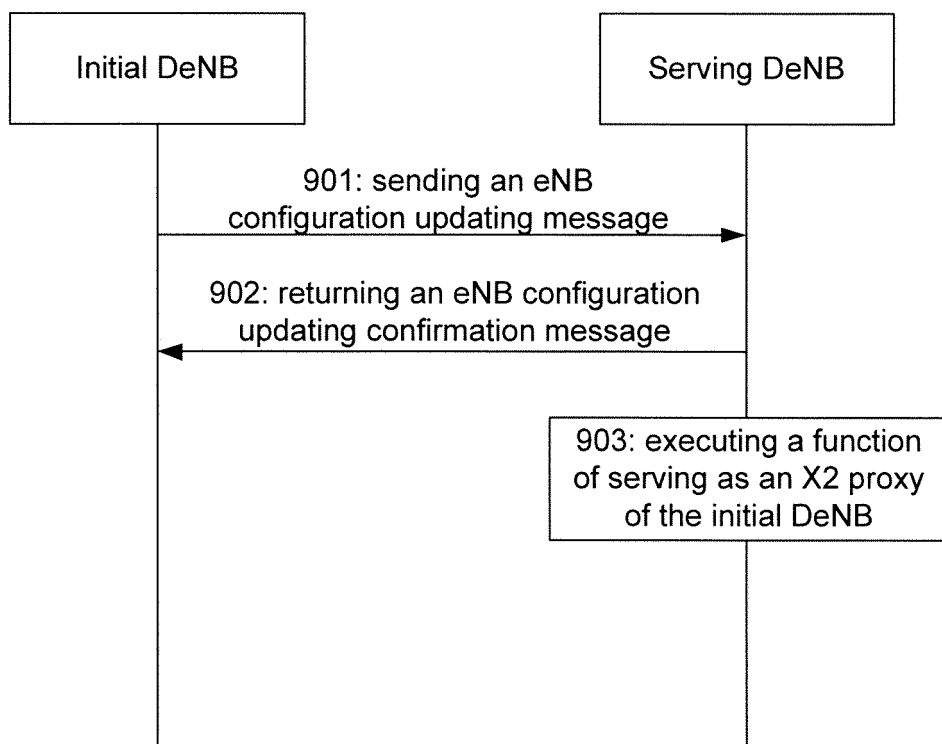 Initial DeNB
Serving DeNB
901: sending an eNB
configuration updating message
902: returning an eNB configuration
updating confirmation message
903: executing a function
of serving as an X2 proxy
of the initial DeNB